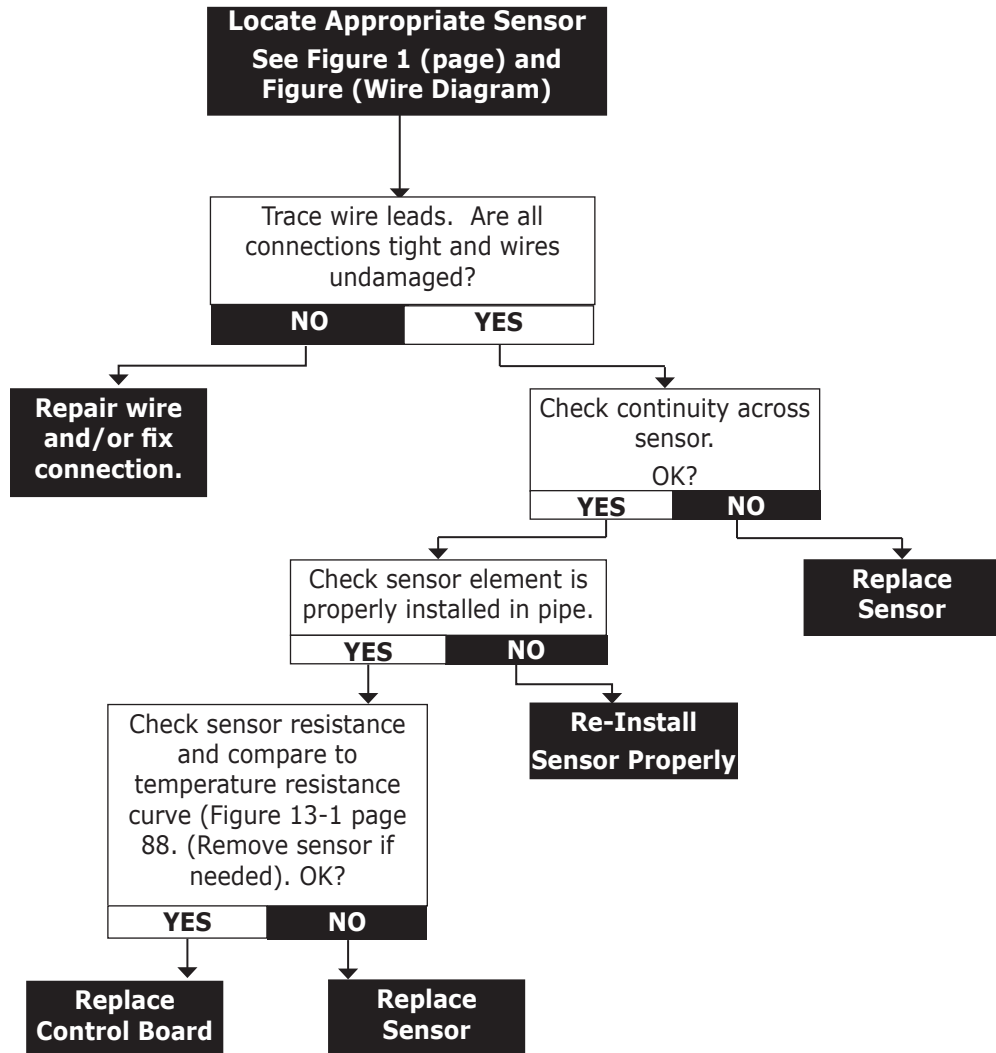 Locate Appropriate Sensor
See Figure 1 (page) and
Figure (Wire Diagram)
Trace wire leads. Are all
connections tight and wires
undamaged?
NO
YES
Repair wire
and/or fix
connection.
Check continuity across
sensor.
OK?
YES
NO
Check sensor element is
properly installed in pipe.
YES
NO
Replace
Sensor
Check sensor resistance
and compare to
temperature resistance
curve (Figure 13-1 page
88. (Remove sensor if
needed). OK?
YES
NO
Re-Install
Sensor Properly
Replace
Control Board
Replace
Sensor